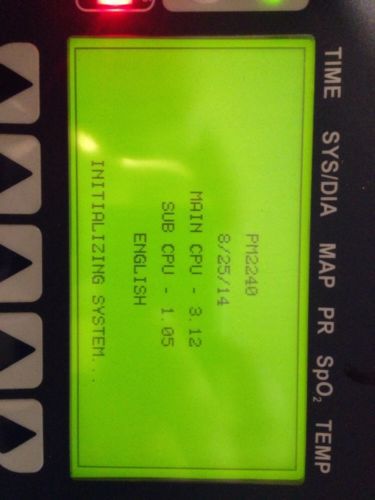 TIME SYS/DIA MAP PR SpO₂ TEMP
PM2240
8/25/14
MAIN CPU - 3.12
SUB CPU - 1.05
ENGLISH
INITIALIZING SYSTEM...